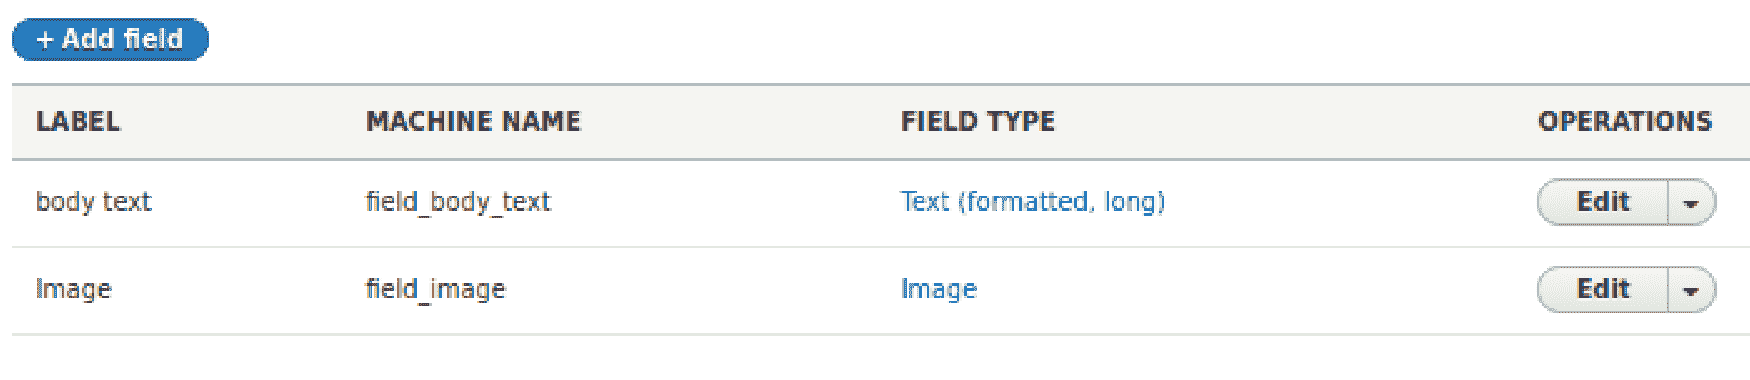 + Add field
LABEL MACHINE NAME FIELD TYPE OPERATIONS
body text field_body_text Text (formatted, long) Edit
Image field_image Image Edit